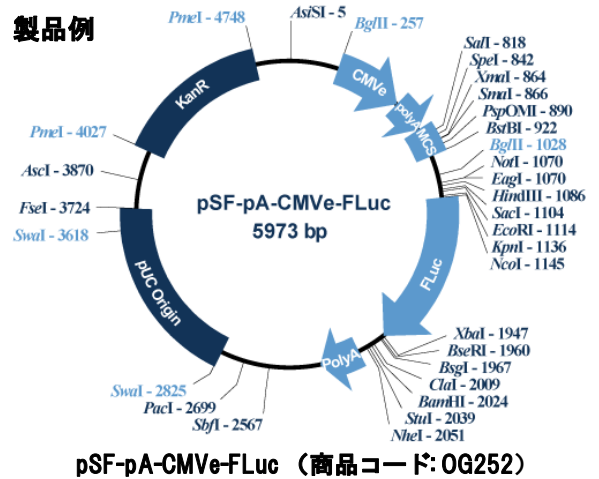 製品例
PmeI - 4748
AsiSI - 5
BglII - 257
SalI - 818
SpeI - 842
XmaI - 864
SmaI - 866
PspOMI - 890
BstBI - 922
BglII - 1028
NotI - 1070
EagI - 1070
HindIII - 1086
SacI - 1104
EcoRI - 1114
KpnI - 1136
NcoI - 1145
KanR
CMVe
polyA
MCS
PmeI - 4027
AscI - 3870
FseI - 3724
SwaI - 3618
pSF-pA-CMVe-FLuc
5973 bp
pUC Origin
FLuc
PolyA
XbaI - 1947
BseRI - 1960
BsgI - 1967
ClaI - 2009
BamHI - 2024
StuI - 2039
NheI - 2051
SwaI - 2825
PacI - 2699
SbfI - 2567
pSF-pA-CMVe-FLuc （商品コード: OG252）